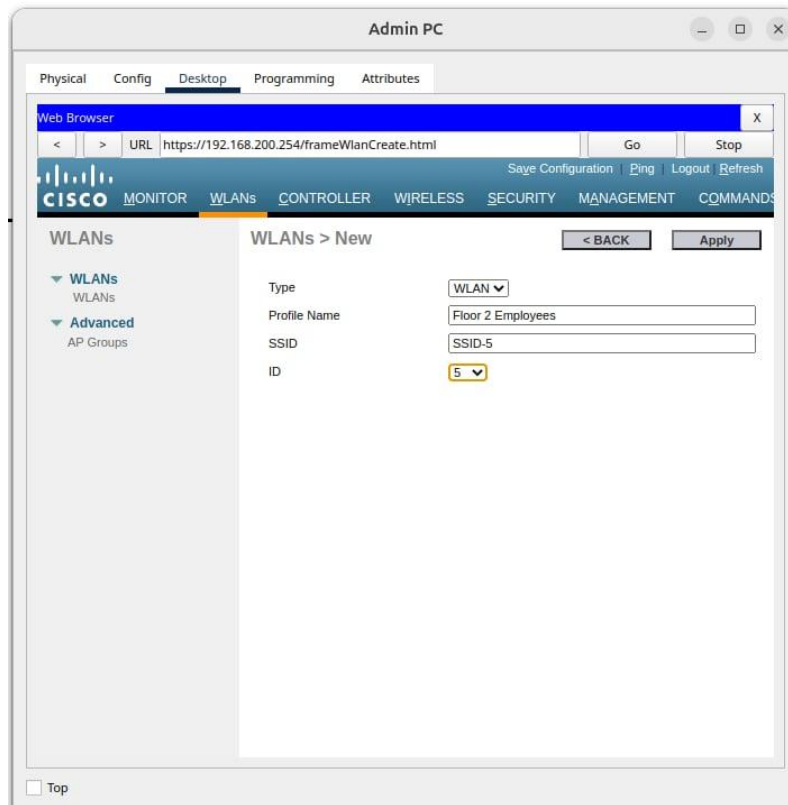 Admin PC
Physical Config Desktop Programming Attributes
Web Browser X
< > URL https://192.168.200.254/frameWlanCreate.html Go Stop
Save Configuration Ping Logout Refresh
CISCO MONITOR WLANs CONTROLLER WIRELESS SECURITY MANAGEMENT COMMANDS
WLANs
WLANs
WLANs
Advanced
AP Groups
WLANs > New < BACK Apply
Type WLAN
Profile Name Floor 2 Employees
SSID SSID-5
ID 5
Top